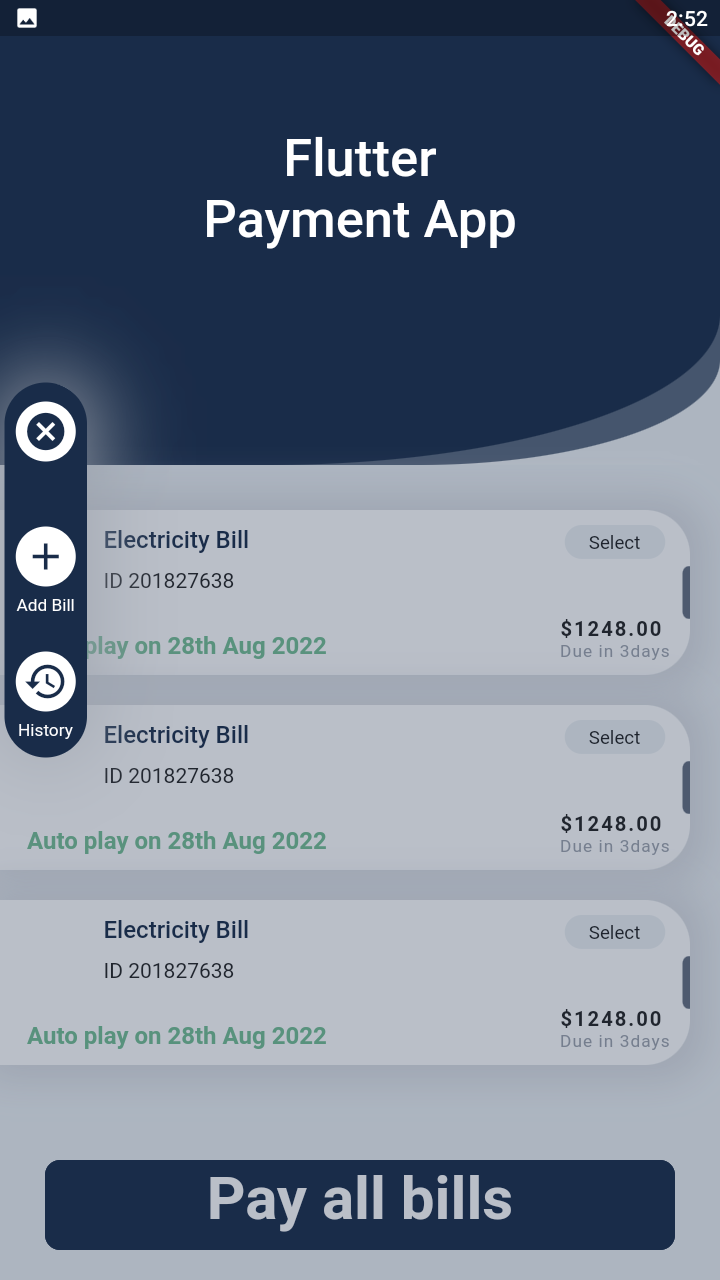 2:52
DEBUG
Flutter
Payment App
Electricity Bill
Select
ID 201827638
Add Bill
$1248.00
play on 28th Aug 2022
Due in 3days
History
Electricity Bill
Select
ID 201827638
$1248.00
Auto play on 28th Aug 2022
Due in 3days
Electricity Bill
Select
ID 201827638
$1248.00
Auto play on 28th Aug 2022
Due in 3days
Pay all bills